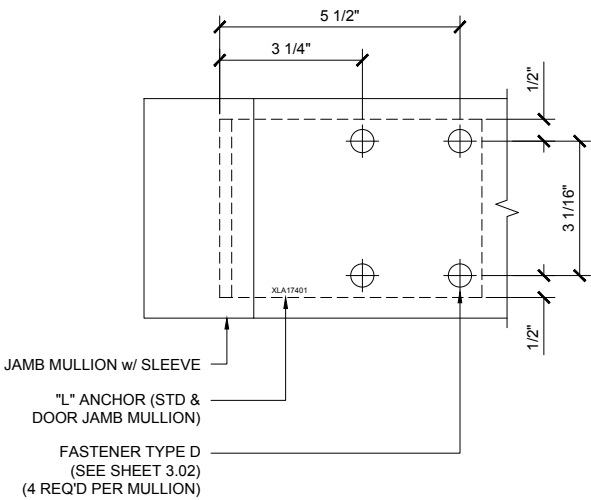 5 1/2"
3 1/4"
1/2"
3 1/16"
1/2"
XLA17401
JAMB MULLION w/ SLEEVE
"L" ANCHOR (STD &
DOOR JAMB MULLION)
FASTENER TYPE D
(SEE SHEET 3.02)
(4 REQ'D PER MULLION)